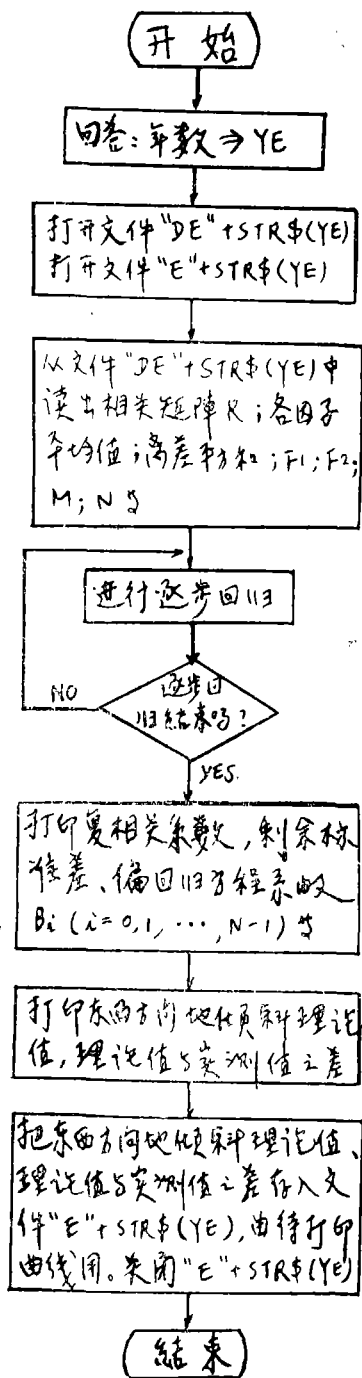 开始
回答：年数⇒YE
打开文件"DE"+STR$(YE)
打开文件"E"+STR$(YE)
从文件"DE"+STR$(YE)中
读出相关矩阵R；各因子
平均值；离差平方和；F1；F2；
M；N等
进行逐步回归
逐步回
归结束吗？
NO
YES.
打印复相关系数，剩余标
准差、偏回归方程系数
Bi (i=0,1,…,N-1)等
打印东西方向地倾斜理论
值，理论值与实测值之差
把东西方向地倾斜理论值、
理论值与实测值之差存入文
件"E"+STR$(YE)，待打印
曲线用。关闭"E"+STR$(YE)
結束